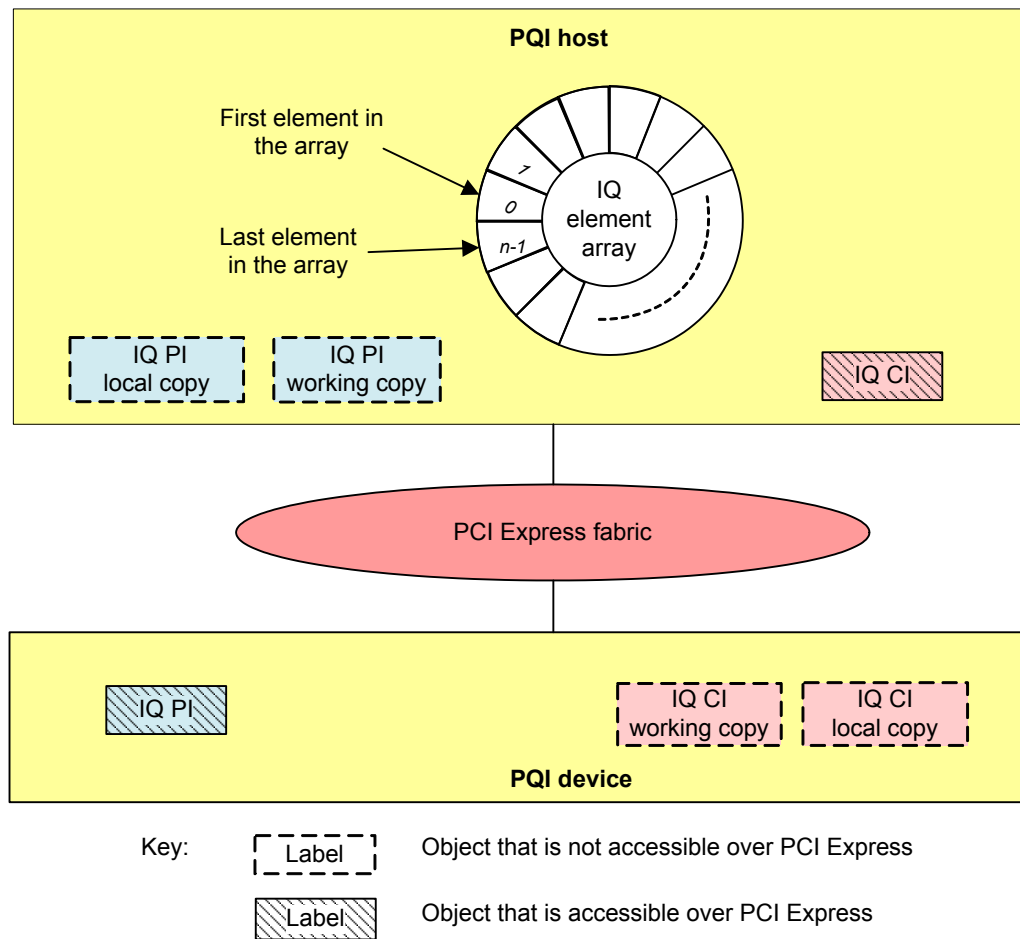 PQI host
First element in
the array
1
0
n-1
IQ
element
array
Last element
in the array
IQ PI
local copy
IQ PI
working copy
IQ CI
PCI Express fabric
IQ PI
IQ CI
working copy
IQ CI
local copy
PQI device
Key:
Label
Object that is not accessible over PCI Express
Label
Object that is accessible over PCI Express